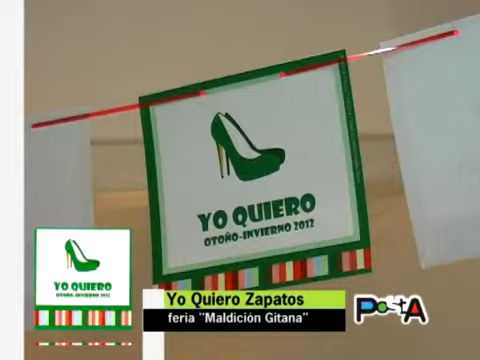 YO QUIERO
OTOÑO-INVIERNO 2012
YO QUIERO
OTOÑO-INVIERNO 2012
Yo Quiero Zapatos
feria "Maldición Gitana"
PostA